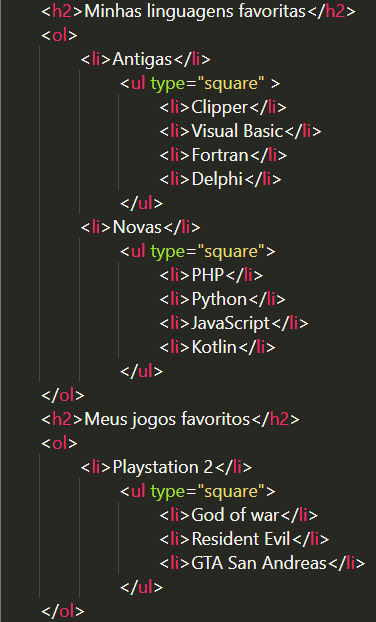 <h2>Minhas linguagens favoritas</h2>
<ol>
<li>Antigas</li>
<ul type="square" >
<li>Clipper</li>
<li>Visual Basic</li>
<li>Fortran</li>
<li>Delphi</li>
</ul>
<li>Novas</li>
<ul type="square">
<li>PHP</li>
<li>Python</li>
<li>JavaScript</li>
<li>Kotlin</li>
</ul>
</ol>
<h2>Meus jogos favoritos</h2>
<ol>
<li>Playstation 2</li>
<ul type="square">
<li>God of war</li>
<li>Resident Evil</li>
<li>GTA San Andreas</li>
</ul>
</ol>